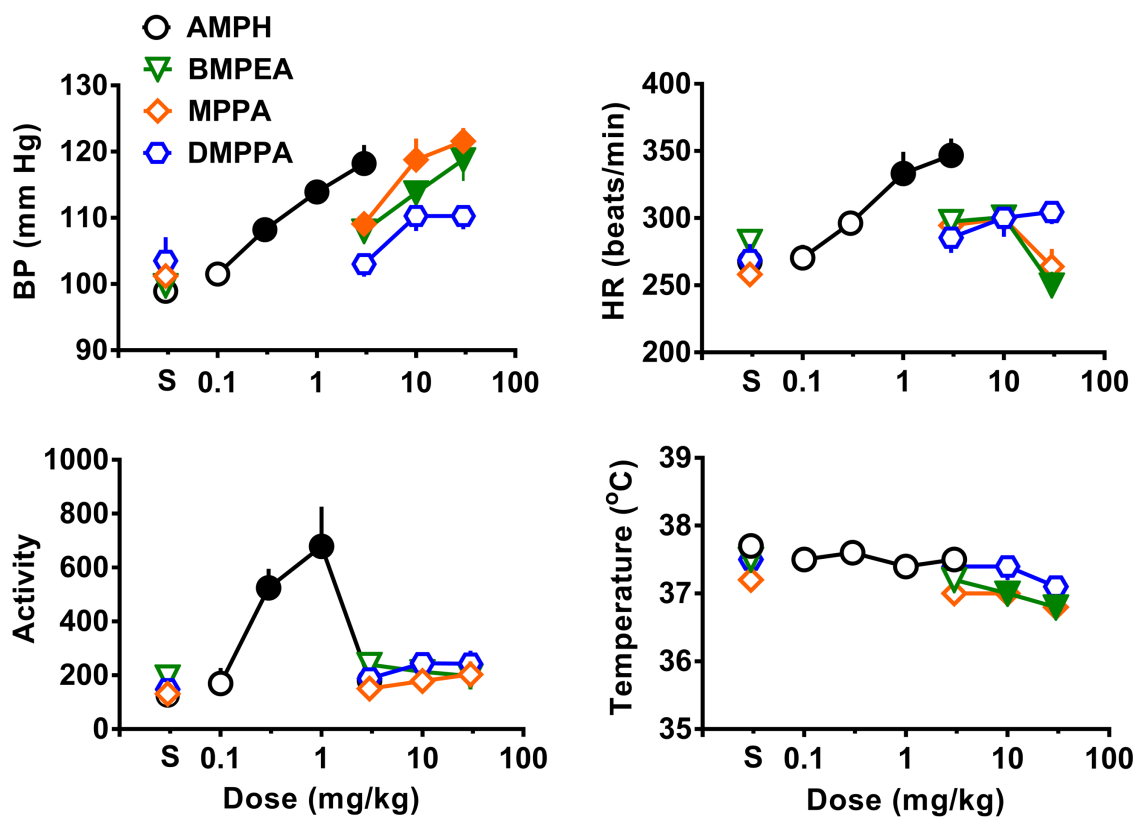 AMPH
BMPEA
MPPA
DMPPA
BP (mm Hg)
130
120
110
100
90
S 0.1 1 10 100
HR (beats/min)
400
350
300
250
200
S 0.1 1 10 100
Activity
1000
800
600
400
200
0
S 0.1 1 10 100
Dose (mg/kg)
Temperature (°C)
39
38
37
36
35
S 0.1 1 10 100
Dose (mg/kg)